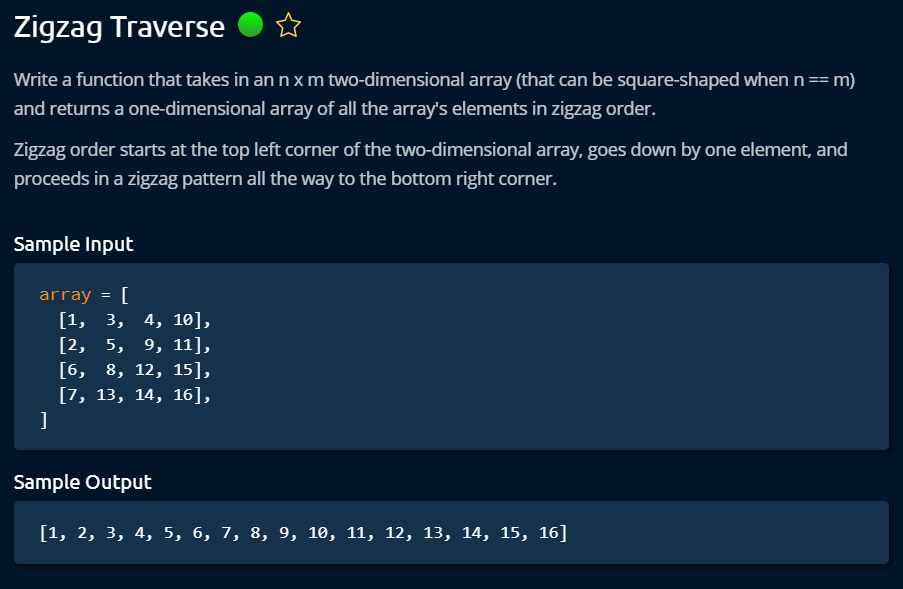 Zigzag Traverse
Write a function that takes in an n x m two-dimensional array (that can be square-shaped when n == m)
and returns a one-dimensional array of all the array's elements in zigzag order.
Zigzag order starts at the top left corner of the two-dimensional array, goes down by one element, and
proceeds in a zigzag pattern all the way to the bottom right corner.
Sample Input
array = [
  [1,  3,  4, 10],
  [2,  5,  9, 11],
  [6,  8, 12, 15],
  [7, 13, 14, 16],
]
Sample Output
[1, 2, 3, 4, 5, 6, 7, 8, 9, 10, 11, 12, 13, 14, 15, 16]